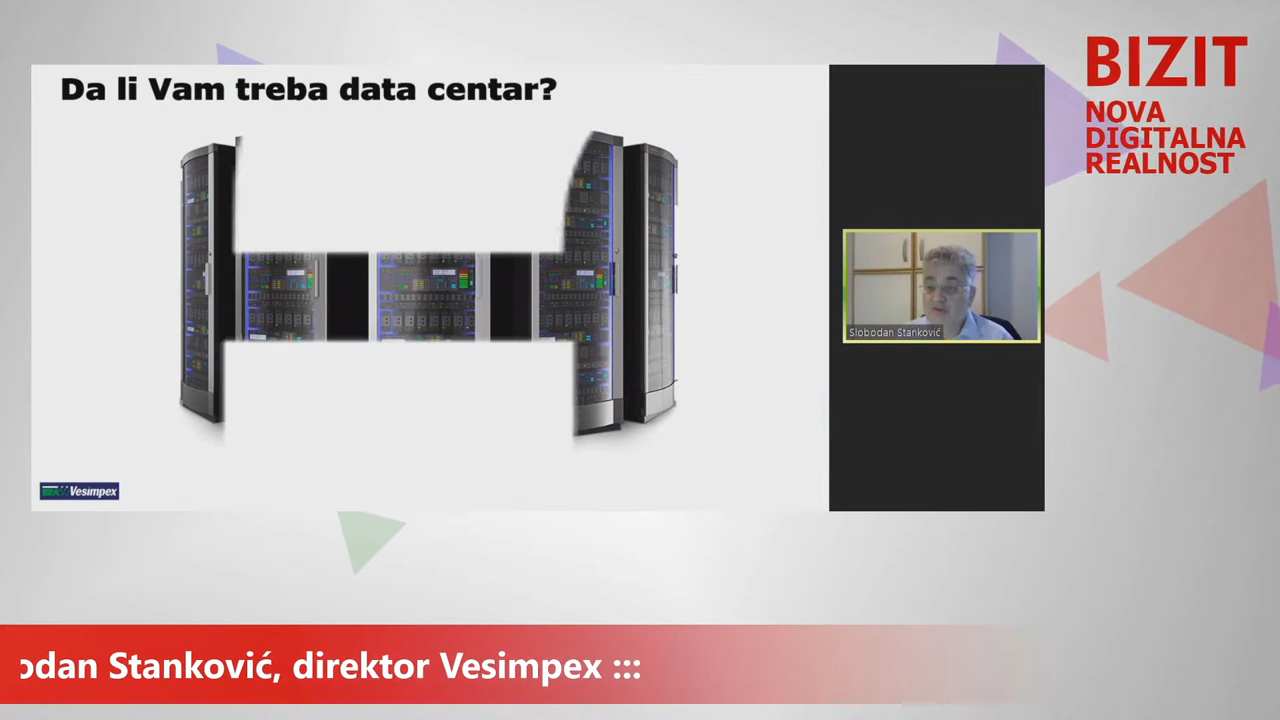 Da li Vam treba data centar?
BIZIT
NOVA
DIGITALNA
REALNOST
Slobodan Stanković
Vesimpex
odan Stanković, direktor Vesimpex :::